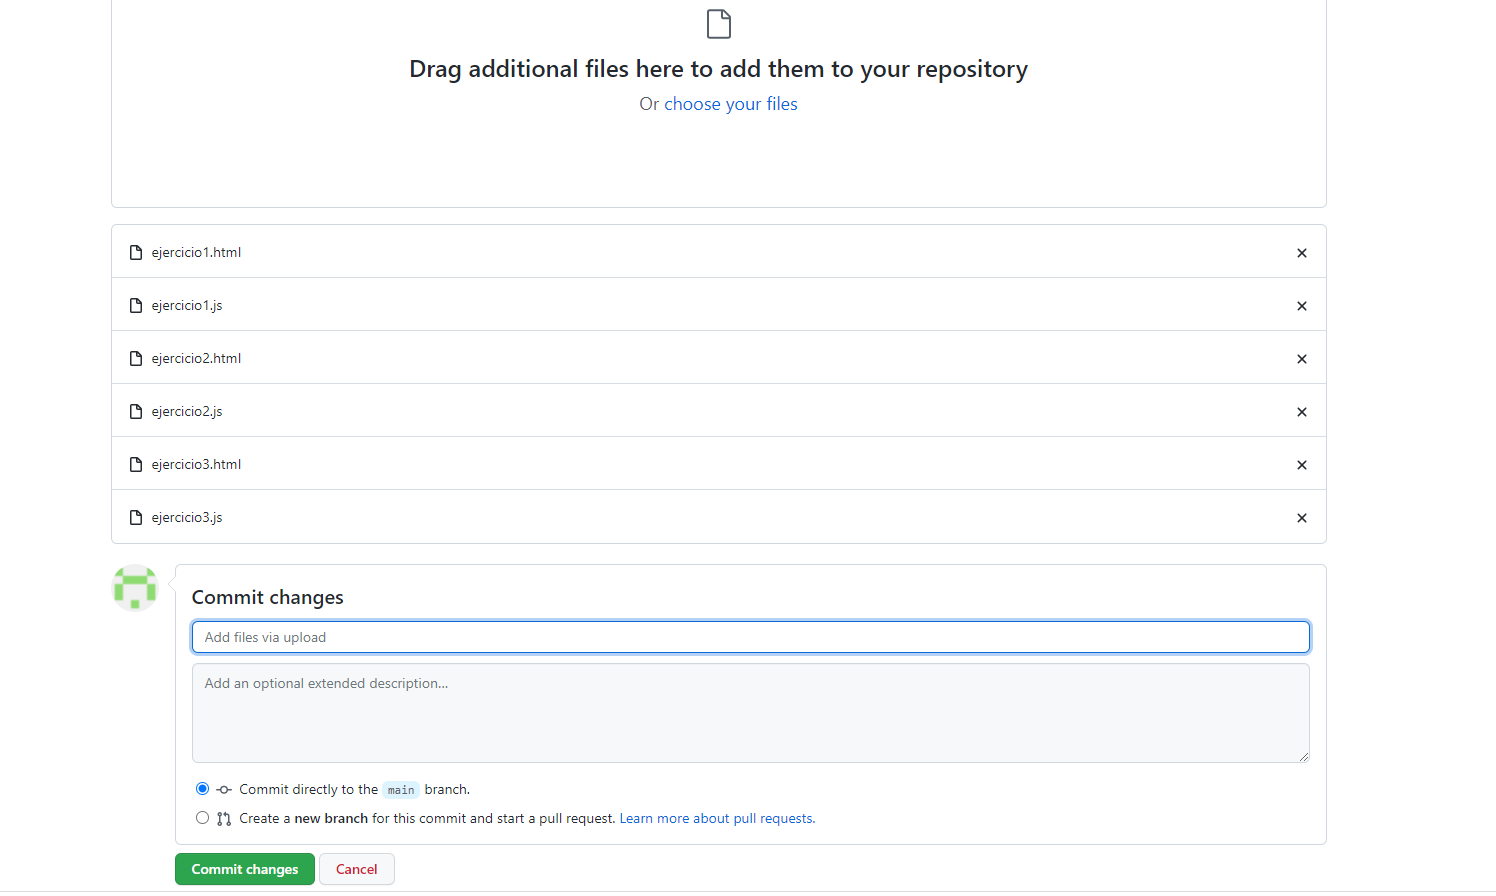 Drag additional files here to add them to your repository
Or choose your files
ejercicio1.html
ejercicio1.js
ejercicio2.html
ejercicio2.js
ejercicio3.html
ejercicio3.js
Commit changes
Add files via upload
Add an optional extended description...
Commit directly to the main branch.
Create a new branch for this commit and start a pull request. Learn more about pull requests.
Commit changes Cancel